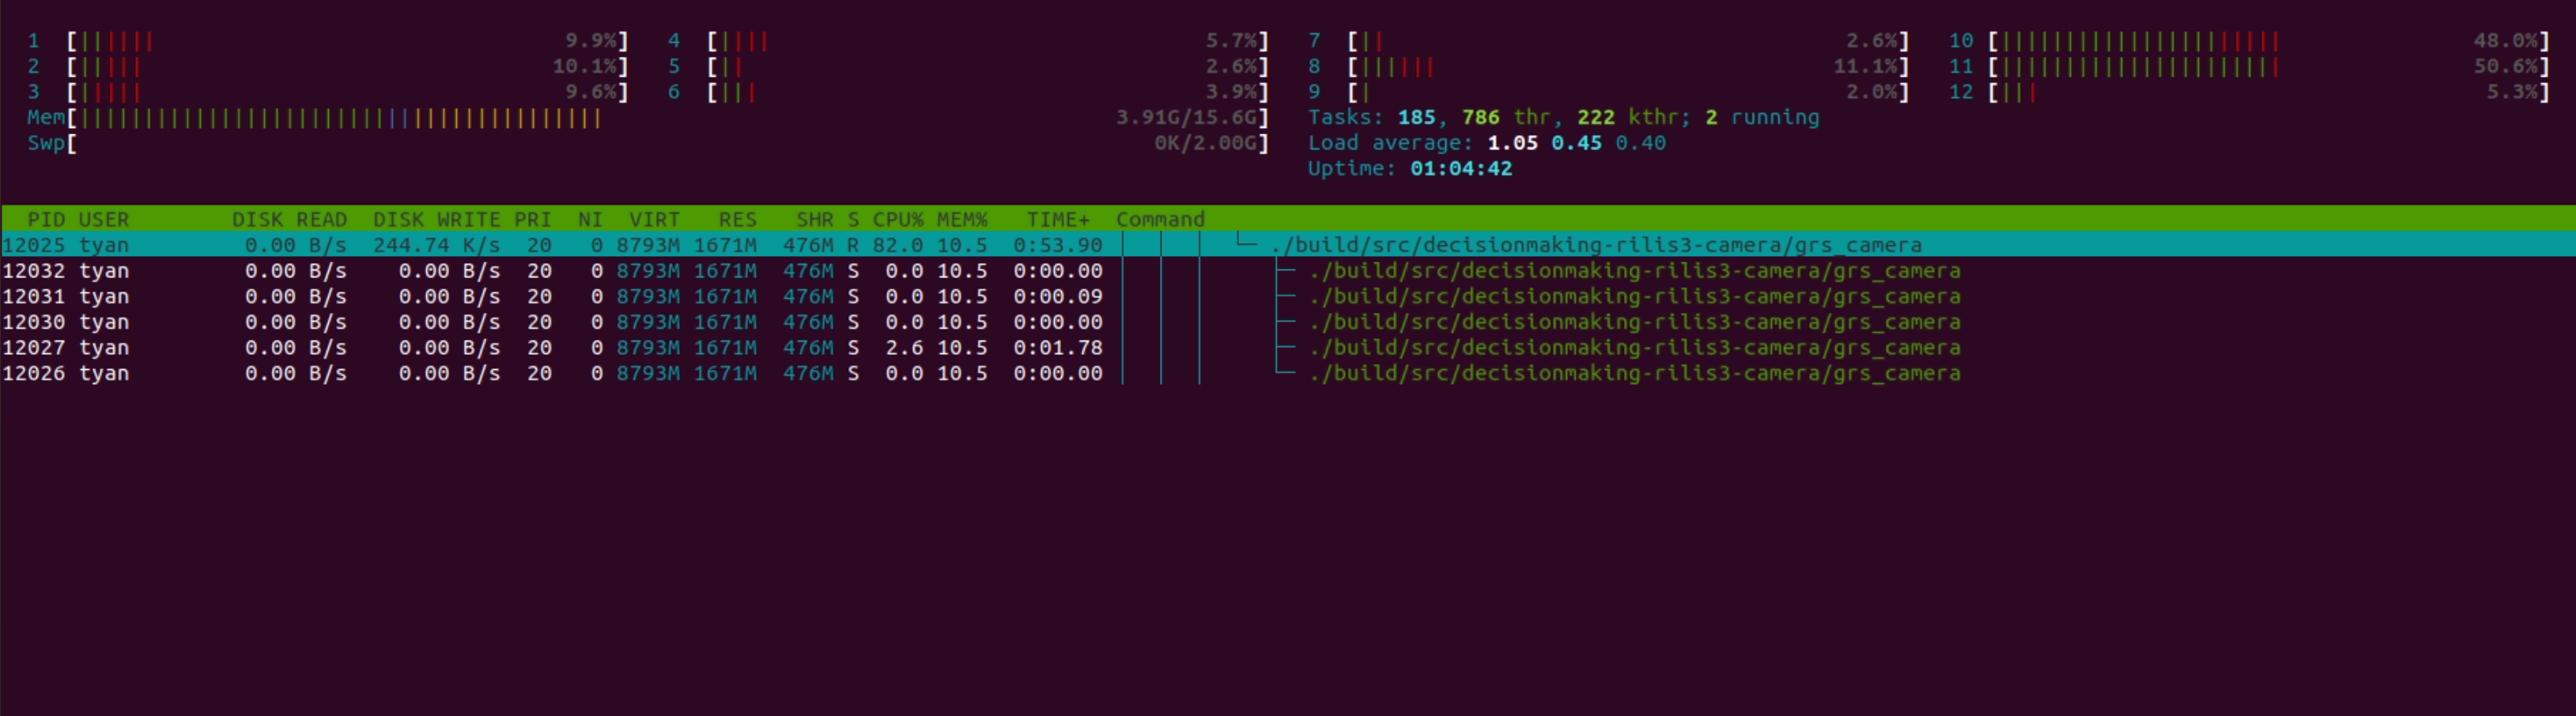 1 [||||||| 9.9%] 4 [||||| 5.7%] 7 [|| 2.6%] 10 [|||||||||||||||||||||| 48.0%]
2 [|||||| 10.1%] 5 [|| 2.6%] 8 [|||||| 11.1%] 11 [|||||||||||||||||||||| 50.6%]
3 [|||||| 9.6%] 6 [||| 3.9%] 9 [| 2.0%] 12 [||| 5.3%]
Mem[||||||||||||||||||||||||||||||||||||||||| 3.91G/15.6G] Tasks: 185, 786 thr, 222 kthr; 2 running
Swp[ 0K/2.00G] Load average: 1.05 0.45 0.40
Uptime: 01:04:42
PID USER DISK READ DISK WRITE PRI NI VIRT RES SHR S CPU% MEM% TIME+ Command
12025 tyan 0.00 B/s 244.74 K/s 20 0 8793M 1671M 476M R 82.0 10.5 0:53.90 │ │ │ └─ ./build/src/decisionmaking-rilis3-camera/grs_camera
12032 tyan 0.00 B/s 0.00 B/s 20 0 8793M 1671M 476M S 0.0 10.5 0:00.00 │ │ │ ├─ ./build/src/decisionmaking-rilis3-camera/grs_camera
12031 tyan 0.00 B/s 0.00 B/s 20 0 8793M 1671M 476M S 0.0 10.5 0:00.09 │ │ │ ├─ ./build/src/decisionmaking-rilis3-camera/grs_camera
12030 tyan 0.00 B/s 0.00 B/s 20 0 8793M 1671M 476M S 0.0 10.5 0:00.00 │ │ │ ├─ ./build/src/decisionmaking-rilis3-camera/grs_camera
12027 tyan 0.00 B/s 0.00 B/s 20 0 8793M 1671M 476M S 2.6 10.5 0:01.78 │ │ │ ├─ ./build/src/decisionmaking-rilis3-camera/grs_camera
12026 tyan 0.00 B/s 0.00 B/s 20 0 8793M 1671M 476M S 0.0 10.5 0:00.00 │ │ │ └─ ./build/src/decisionmaking-rilis3-camera/grs_camera